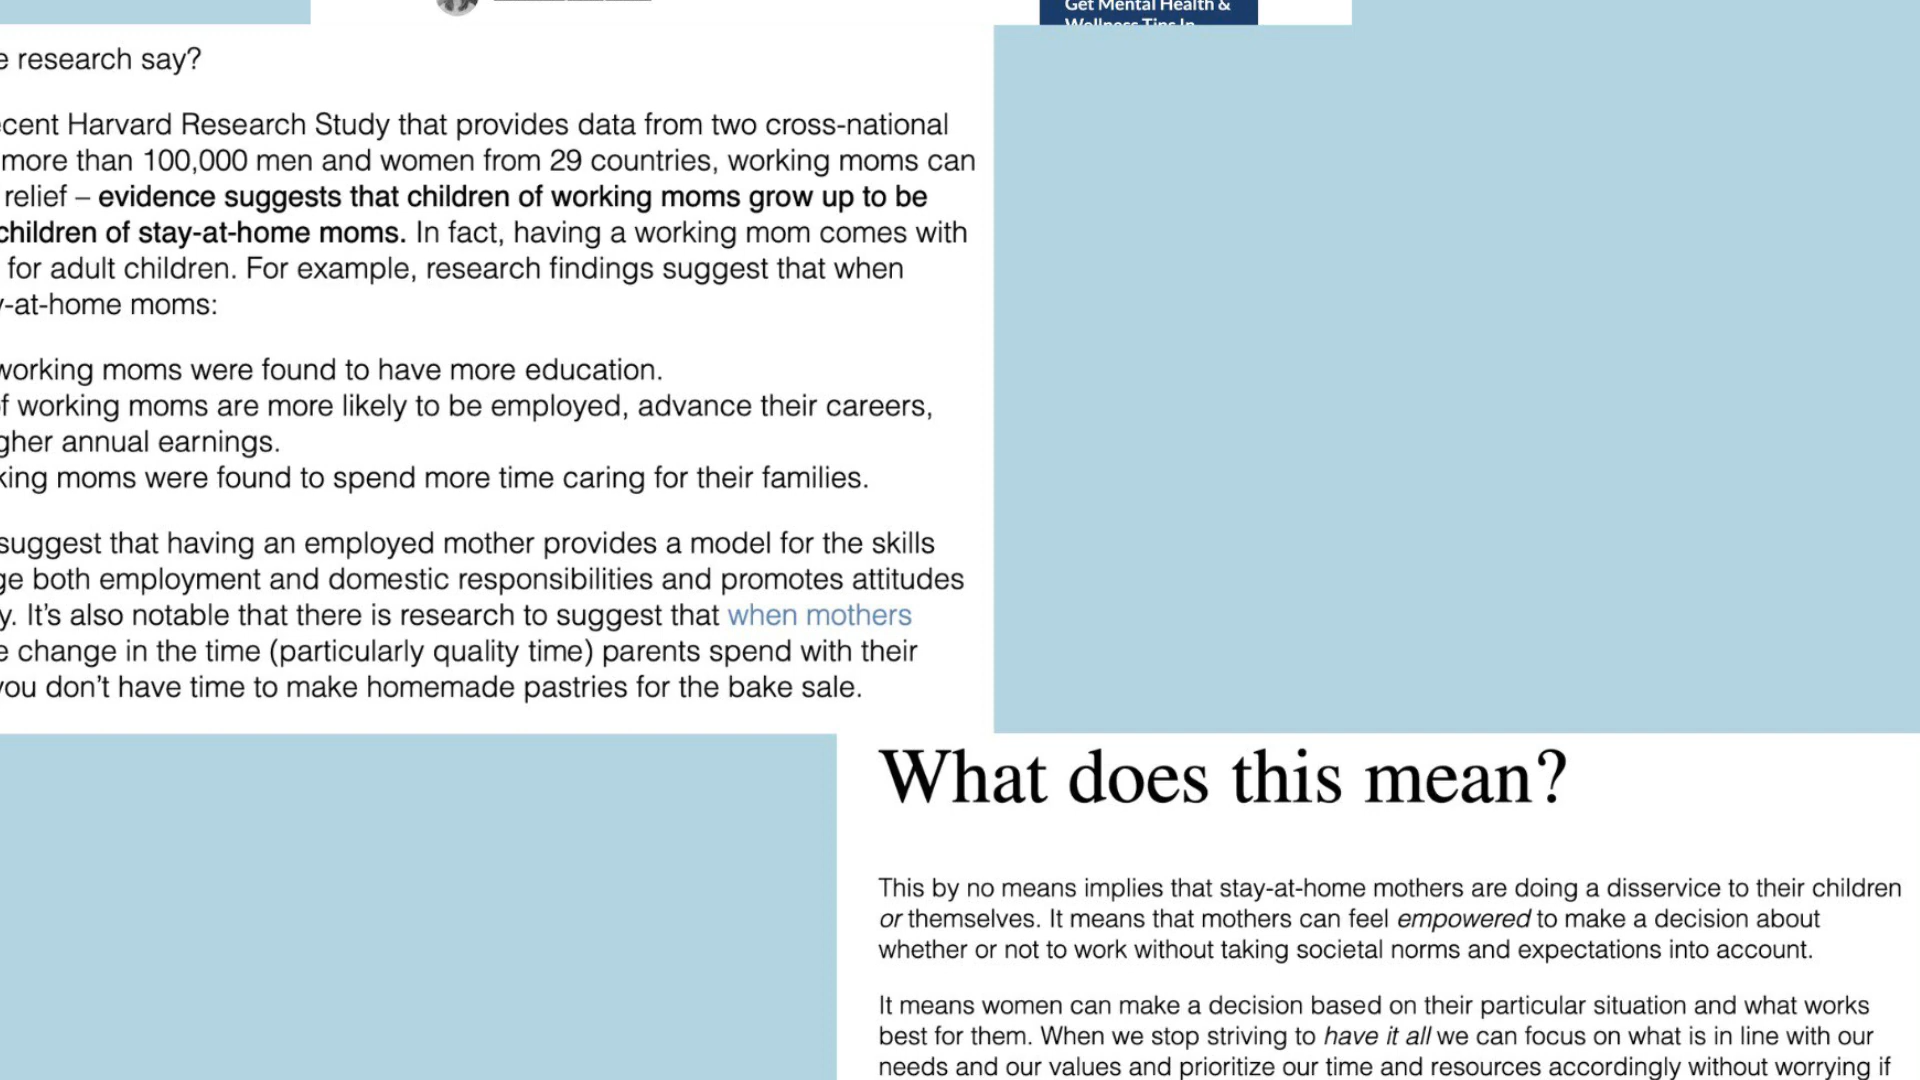 Get Mental Health &
Wellness Tips In
research say?
Harvard Research Study that provides data from two cross-national
more than 100,000 men and women from 29 countries, working moms can
relief – evidence suggests that children of working moms grow up to be
children of stay-at-home moms. In fact, having a working mom comes with
for adult children. For example, research findings suggest that when
-at-home moms:
working moms were found to have more education.
of working moms are more likely to be employed, advance their careers,
annual earnings.
moms were found to spend more time caring for their families.
suggest that having an employed mother provides a model for the skills
both employment and domestic responsibilities and promotes attitudes
It’s also notable that there is research to suggest that when mothers
change in the time (particularly quality time) parents spend with their
you don’t have time to make homemade pastries for the bake sale.
What does this mean?
This by no means implies that stay-at-home mothers are doing a disservice to their children
or themselves. It means that mothers can feel empowered to make a decision about
whether or not to work without taking societal norms and expectations into account.
It means women can make a decision based on their particular situation and what works
best for them. When we stop striving to have it all we can focus on what is in line with our
needs and our values and prioritize our time and resources accordingly without worrying if